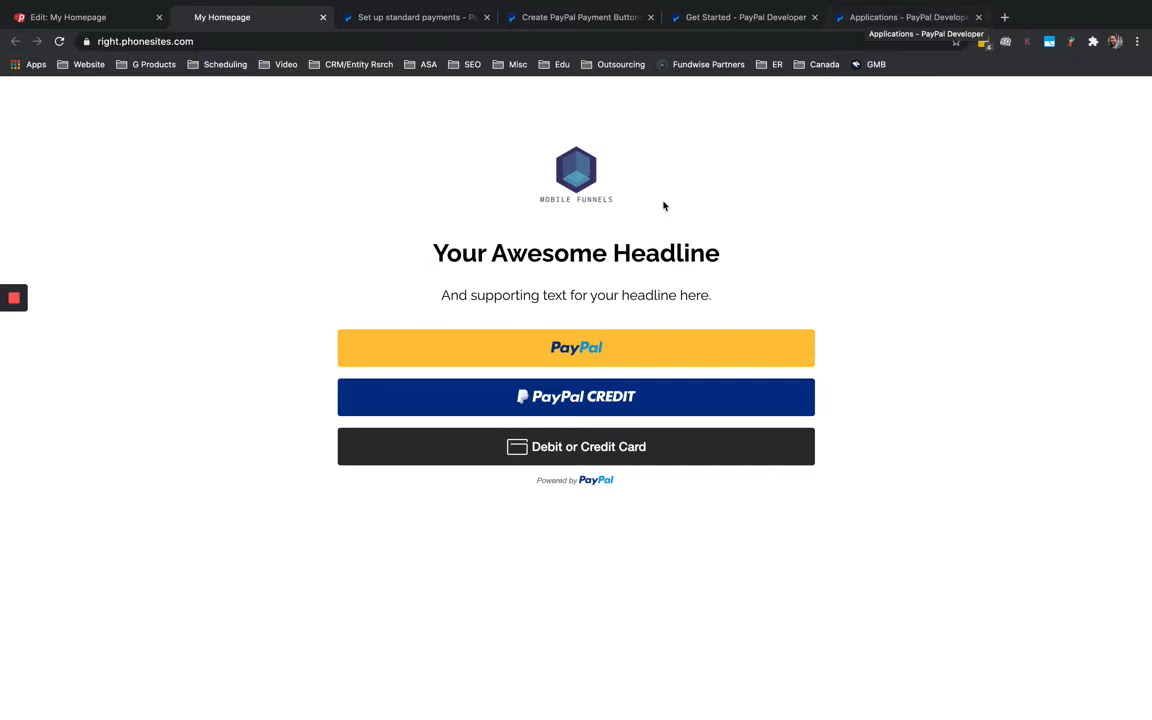 Edit: My Homepage
My Homepage
Set up standard payments - P
Create PayPal Payment Button
Get Started - PayPal Developer
Applications - PayPal Develop
right.phonesites.com
Applications - PayPal Developer
4
K
Apps Website G Products Scheduling Video CRM/Entity Rsrch ASA SEO Misc Edu Outsourcing Fundwise Partners ER Canada GMB
MOBILE FUNNELS
Your Awesome Headline
And supporting text for your headline here.
PayPal
PayPal CREDIT
Debit or Credit Card
Powered by PayPal